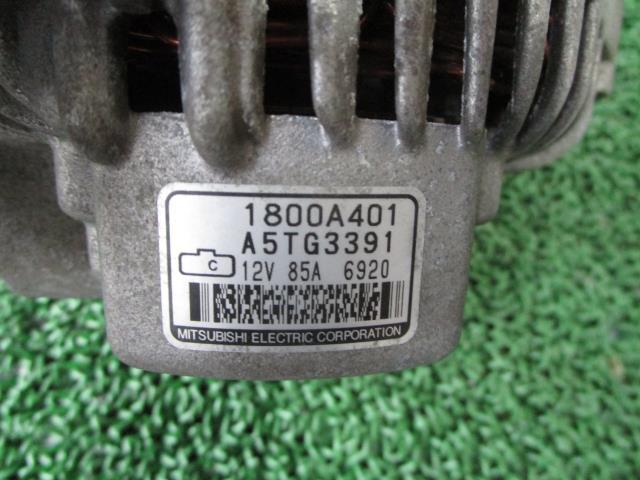 1800A401
A5TG3391
C 12V 85A 6920
MITSUBISHI ELECTRIC CORPORATION